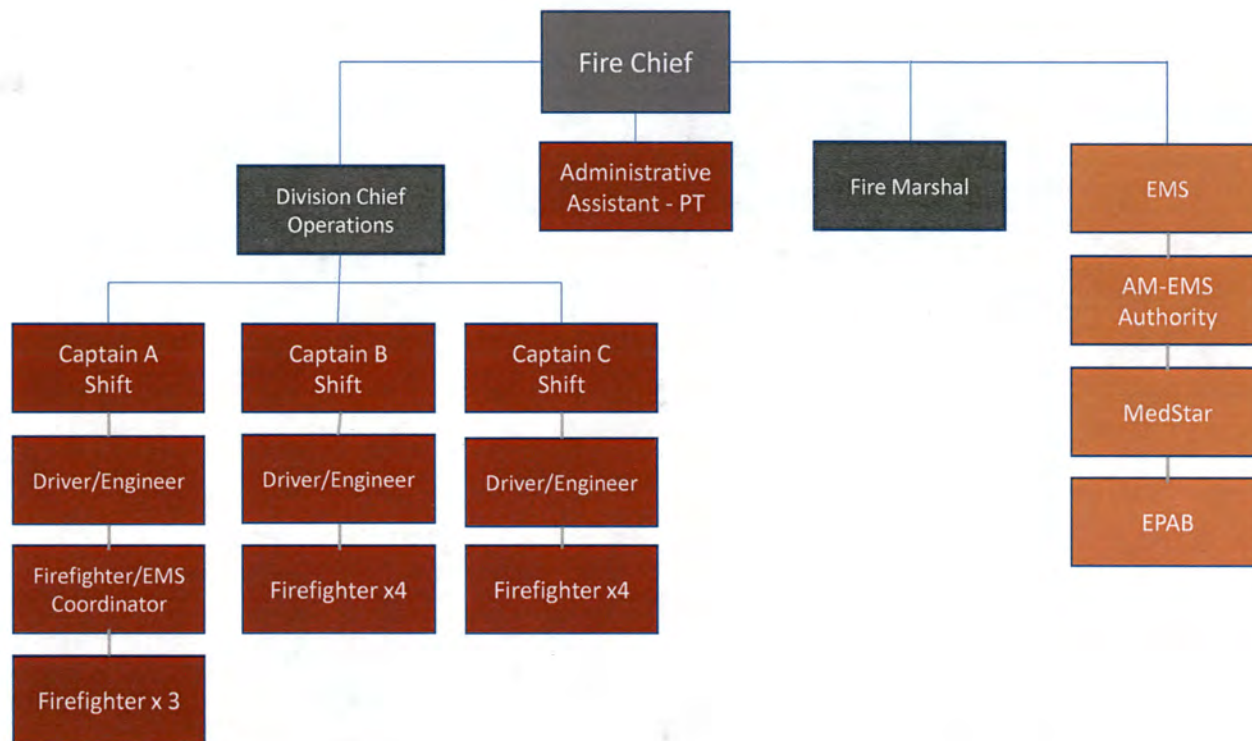 Fire Chief
Administrative
Assistant - PT
Fire Marshal
EMS
Division Chief
Operations
AM-EMS
Authority
Captain A
Shift
Captain B
Shift
Captain C
Shift
MedStar
Driver/Engineer
Driver/Engineer
Driver/Engineer
EPAB
Firefighter/EMS
Coordinator
Firefighter x4
Firefighter x4
Firefighter x 3